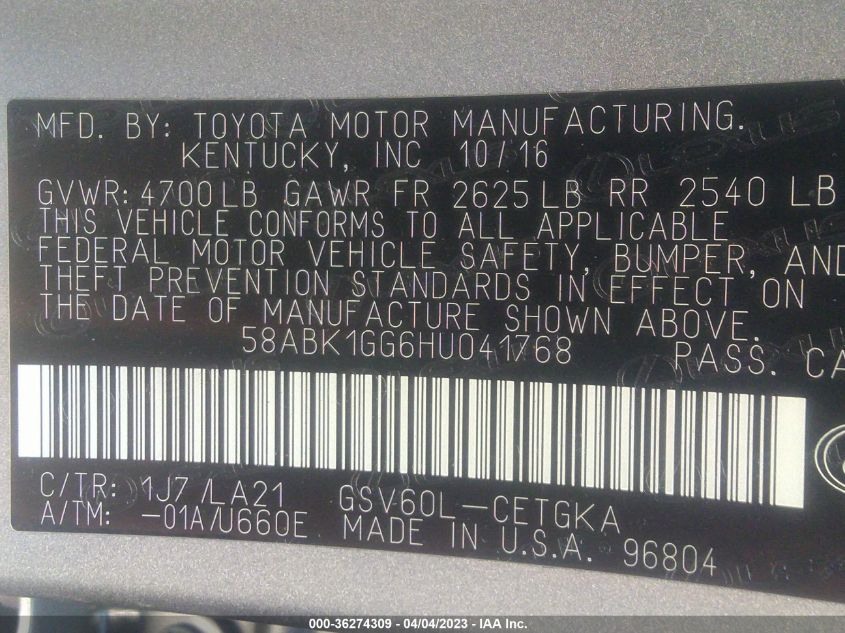 MFD. BY: TOYOTA MOTOR MANUFACTURING.
KENTUCKY, INC 10/16
GVWR: 4700LB GAWR FR 2625LB RR 2540 LB
THIS VEHICLE CONFORMS TO ALL APPLICABLE
FEDERAL MOTOR VEHICLE SAFETY, BUMPER, AND
THEFT PREVENTION STANDARDS IN EFFECT ON
THE DATE OF MANUFACTURE SHOWN ABOVE.
58ABK1GG6HU041768 PASS. CA
C/TR: 1J7 /LA21 GSV60L-CETGKA
A/TM: -01A/U660E MADE IN U.S.A. 96804
000-36274309 - 04/04/2023 - IAA Inc.